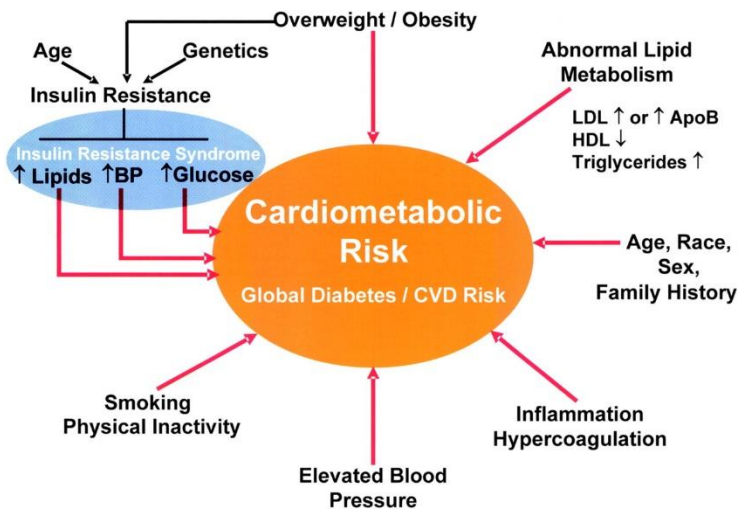 Overweight / Obesity
Age
Genetics
Insulin Resistance
Insulin Resistance Syndrome
↑ Lipids ↑BP ↑Glucose
Abnormal Lipid
Metabolism
LDL ↑ or ↑ ApoB
HDL ↓
Triglycerides ↑
Cardiometabolic
Risk
Global Diabetes / CVD Risk
Age, Race,
Sex,
Family History
Smoking
Physical Inactivity
Inflammation
Hypercoagulation
Elevated Blood
Pressure